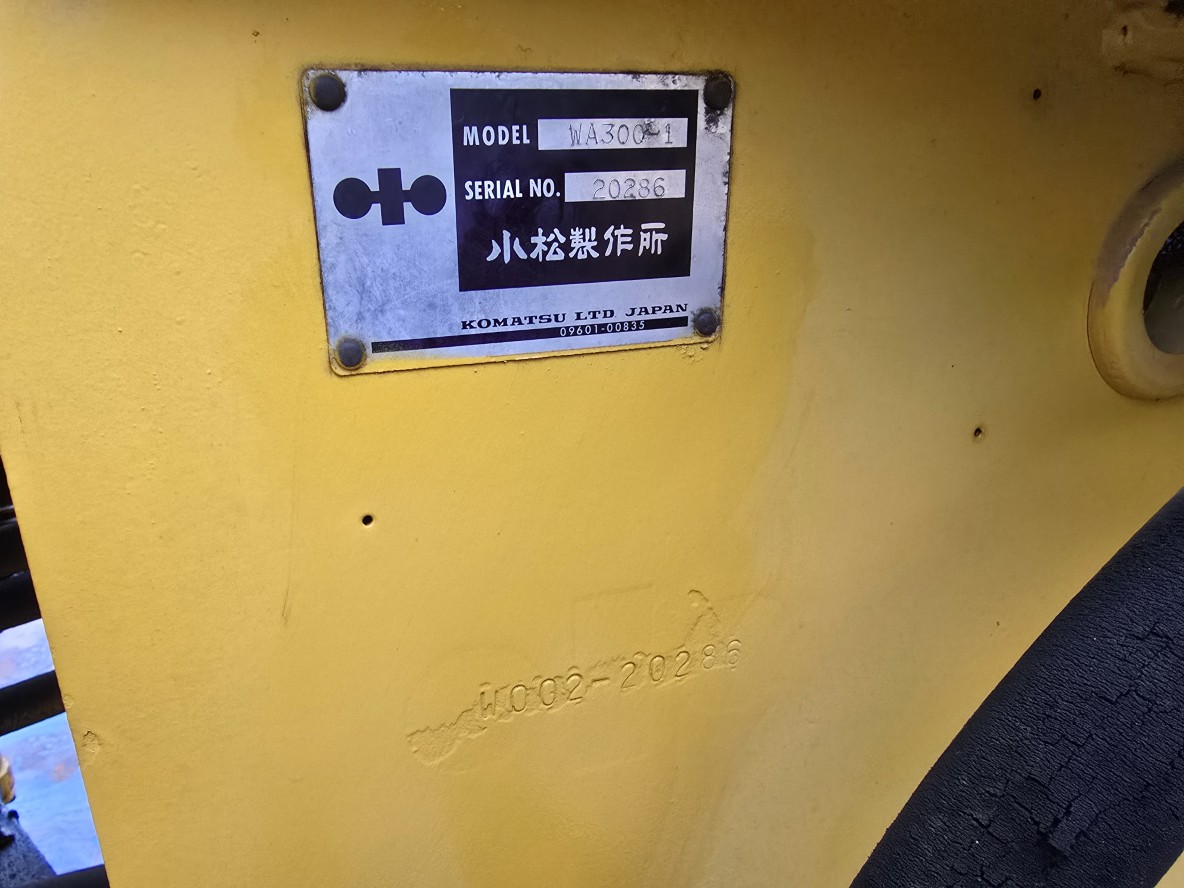 MODEL WA300-1
SERIAL NO. 20286
小松製作所
KOMATSU LTD JAPAN
09601-00835
W002-20286